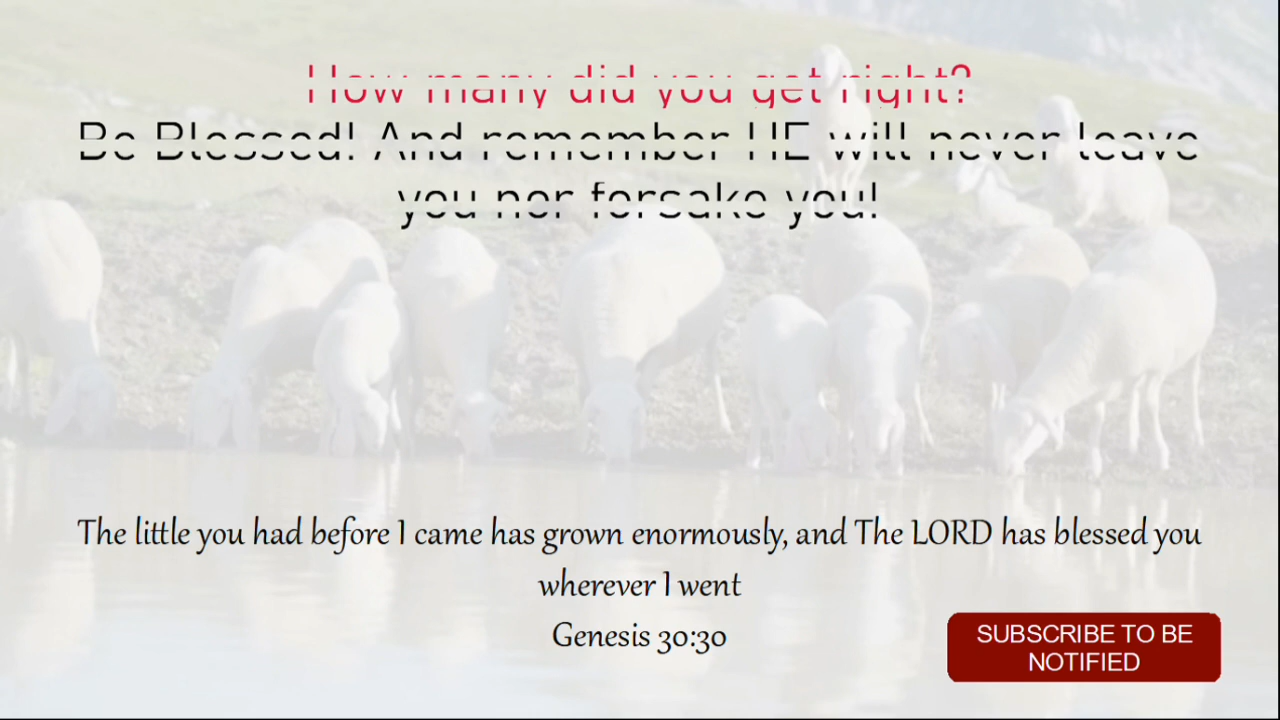 How many did you get right?
Be Blessed! And remember HE will never leave
you nor forsake you!
The little you had before I came has grown enormously, and The LORD has blessed you
wherever I went
Genesis 30:30
SUBSCRIBE TO BE
NOTIFIED